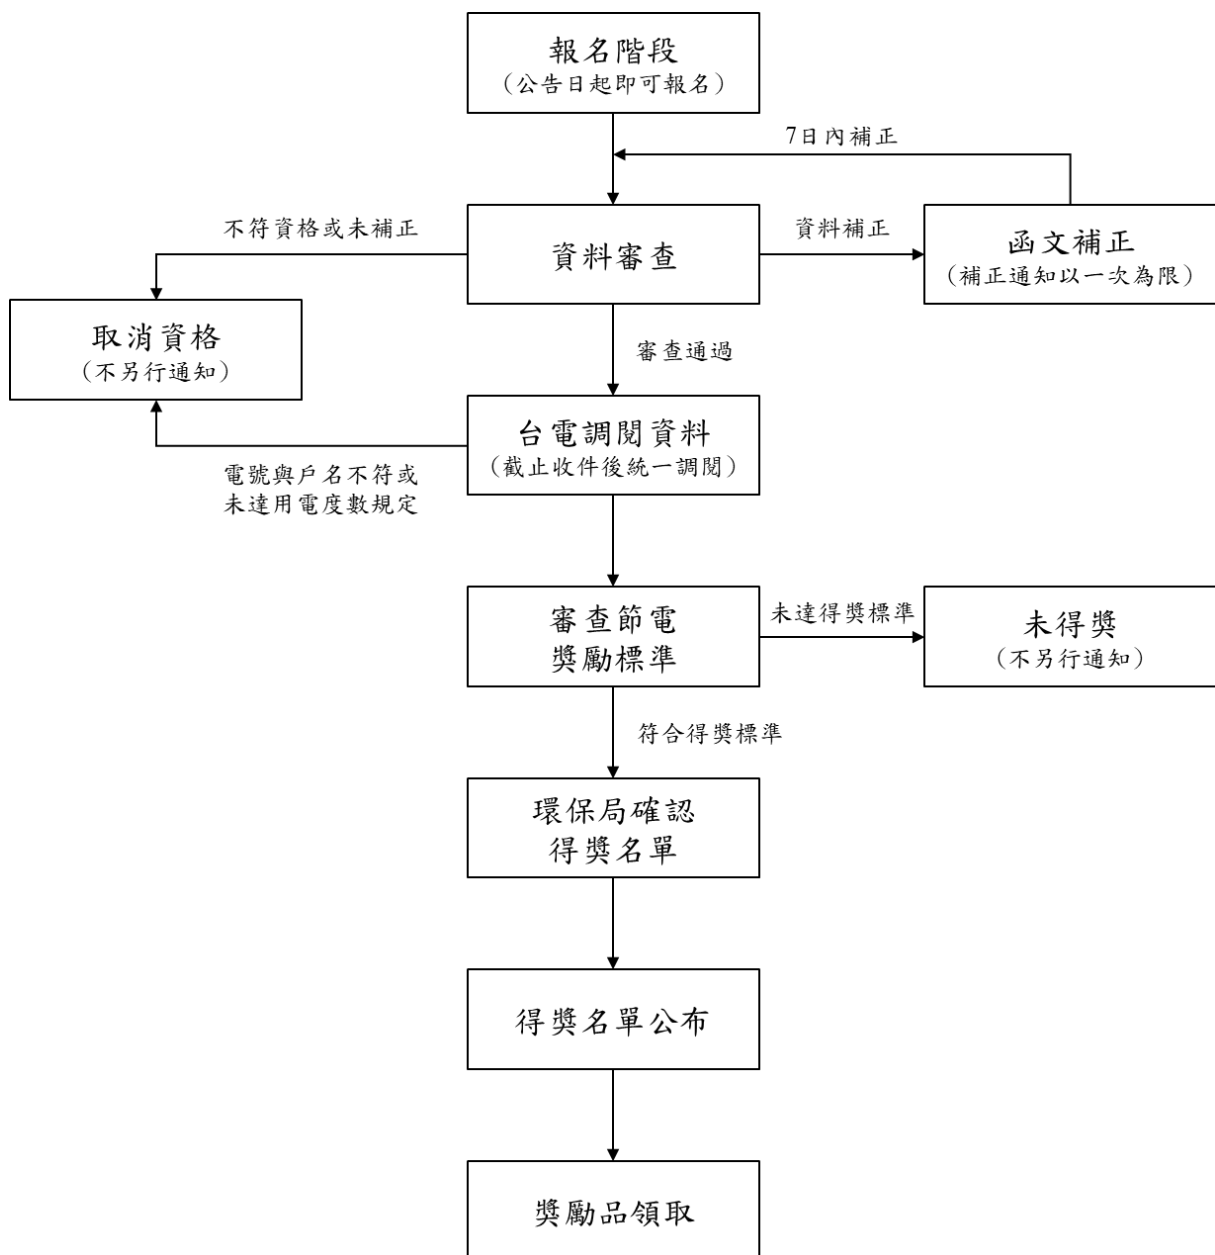 報名階段
（公告日起即可報名）
7日內補正
不符資格或未補正
資料審查
資料補正
函文補正
（補正通知以一次為限）
取消資格
（不另行通知）
審查通過
台電調閱資料
（截止收件後統一調閱）
電號與戶名不符或
未達用電度數規定
審查節電
獎勵標準
未達得獎標準
未得獎
（不另行通知）
符合得獎標準
環保局確認
得獎名單
得獎名單公布
獎勵品領取